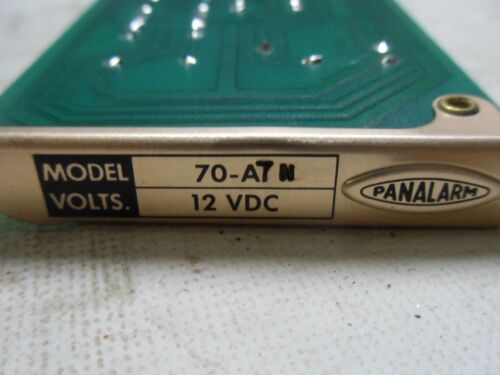 MODEL 70-ATN
VOLTS. 12 VDC
PANALARM